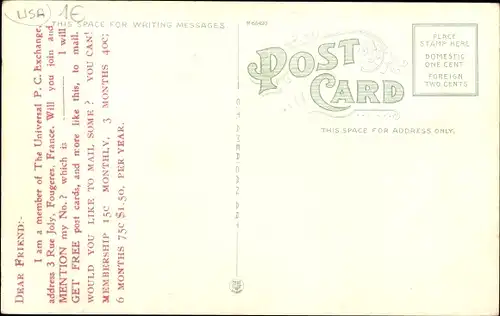 USA 1€
THIS SPACE FOR WRITING MESSAGES.
DEAR FRIEND:-
I am a member of The Universal P. C. Exchange,
address 3 Rue Joly, Fougeres, France. Will you join and,
MENTION my No.? which is ———— I will
GET FREE post cards, and more like this, to mail.
WOULD YOU LIKE TO MAIL SOME? YOU CAN!
MEMBERSHIP 15c MONTHLY, 3 MONTHS 40c;
6 MONTHS 75c $1.50, PER YEAR.
POST
CARD
THIS SPACE FOR ADDRESS ONLY.
PLACE
STAMP HERE
DOMESTIC
ONE CENT
FOREIGN
TWO CENTS